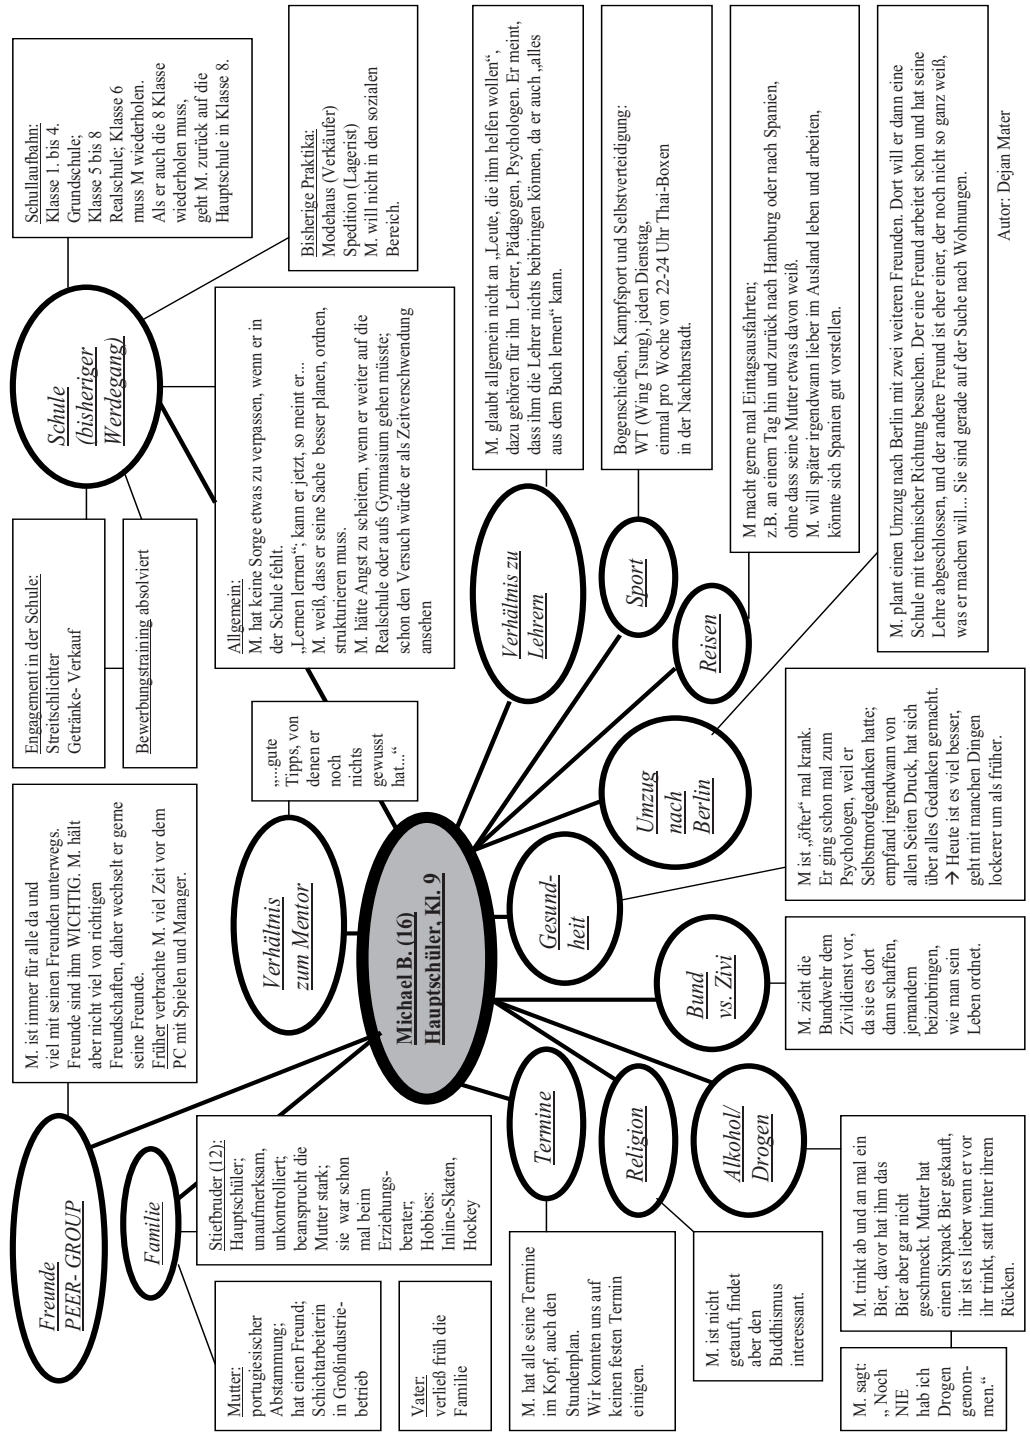 Freunde
PEER- GROUP
M. ist immer für alle da und
viel mit seinen Freunden unterwegs.
Freunde sind ihm WICHTIG. M. hält
aber nicht viel von richtigen
Freundschaften, daher wechselt er gerne
seine Freunde.
Früher verbrachte M. viel Zeit vor dem
PC mit Spielen und Manager.
Engagement in der Schule:
Streitschlichter
Getränke- Verkauf
Bewerbungstraining absolviert
Schule
(bisheriger
Werdegang)
Schullaufbahn:
Klasse 1. bis 4.
Grundschule;
Klasse 5 bis 8
Realschule; Klasse 6
muss M wiederholen.
Als er auch die 8 Klasse
wiederholen muss,
geht M. zurück auf die
Hauptschule in Klasse 8.
Bisherige Praktika:
Modehaus (Verkäufer)
Spedition (Lagerist)
M. will nicht in den sozialen
Bereich.
Allgemein:
M. hat keine Sorge etwas zu verpassen, wenn er in
der Schule fehlt.
„Lernen lernen“; kann er jetzt, so meint er...
M. weiß, dass er seine Sache besser planen, ordnen,
strukturieren muss.
M. hätte Angst zu scheitern, wenn er weiter auf die
Realschule oder aufs Gymnasium gehen müsste;
schon den Versuch würde er als Zeitverschwendung
ansehen
Familie
Mutter:
portugiesischer
Abstammung;
hat einen Freund;
Schichtarbeiterin
in Großindustrie-
betrieb
Vater:
verließ früh die
Familie
Stiefbruder (12):
Hauptschüler;
unaufmerksam,
unkontrolliert;
beansprucht die
Mutter stark;
sie war schon
mal beim
Erziehungs-
berater;
Hobbies:
Inline-Skaten,
Hockey
Verhältnis
zum Mentor
„...gute
Tipps, von
denen er
noch
nichts
gewusst
hat...“
Michael B. (16)
Hauptschüler Kl. 9
Verhältnis zu
Lehrern
M. glaubt allgemein nicht an „Leute, die ihm helfen wollen“,
dazu gehören für ihn Lehrer, Pädagogen, Psychologen. Er meint,
dass ihm die Lehrer nichts beibringen können, da er auch „alles
aus dem Buch lernen“ kann.
Sport
Bogenschießen, Kampfsport und Selbstverteidigung:
WT (Wing Tsung), jeden Dienstag,
einmal pro Woche von 22-24 Uhr Thai-Boxen
in der Nachbarstadt.
Reisen
M macht gerne mal Eintagsausfahrten;
z.B. an einem Tag hin und zurück nach Hamburg oder nach Spanien,
ohne dass seine Mutter etwas davon weiß.
M. will später irgendwann lieber im Ausland leben und arbeiten,
könnte sich Spanien gut vorstellen.
Umzug
nach
Berlin
M. plant einen Umzug nach Berlin mit zwei weiteren Freunden. Dort will er dann eine
Schule mit technischer Richtung besuchen. Der eine Freund arbeitet schon und hat seine
Lehre abgeschlossen, und der andere Freund ist eher einer, der noch nicht so ganz weiß,
was er machen will... Sie sind gerade auf der Suche nach Wohnungen.
Gesund-
heit
M ist „öfter“ mal krank.
Er ging schon mal zum
Psychologen, weil er
Selbstmordgedanken hatte;
empfand irgendwann von
allen Seiten Druck, hat sich
über alles Gedanken gemacht.
→ Heute ist es viel besser,
geht mit manchen Dingen
lockerer um als früher.
Bund
vs. Zivi
M. zieht die
Bundwehr dem
Zivildienst vor,
da sie es dort
dann schaffen,
jemandem
beizubringen,
wie man sein
Leben ordnet.
Termine
M. hat alle seine Termine
im Kopf, auch den
Stundenplan.
Wir konnten uns auf
keinen festen Termin
einigen.
Religion
M. ist nicht
getauft, findet
aber den
Buddhismus
interessant.
Alkohol/
Drogen
M. trinkt ab und an mal ein
Bier, davor hat ihm das
Bier aber gar nicht
geschmeckt. Mutter hat
einen Sixpack Bier gekauft,
ihr ist es lieber wenn er vor
ihr trinkt, statt hinter ihrem
Rücken.
M. sagt:
„ Noch
NIE
hab ich
Drogen
genom-
men.“
Autor: Dejan Mater